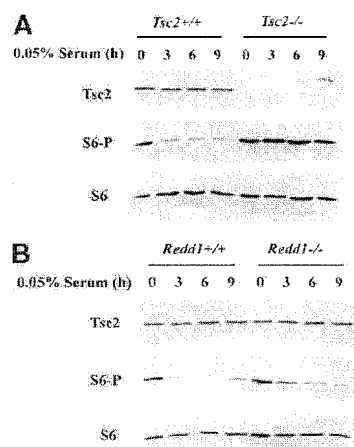 A
Tsc2+/+ Tsc2-/-
0.05% Serum (h) 0 3 6 9 0 3 6 9
Tsc2
S6-P
S6
B
Redd1+/+ Redd1-/-
0.05% Serum (h) 0 3 6 9 0 3 6 9
Tsc2
S6-P
S6